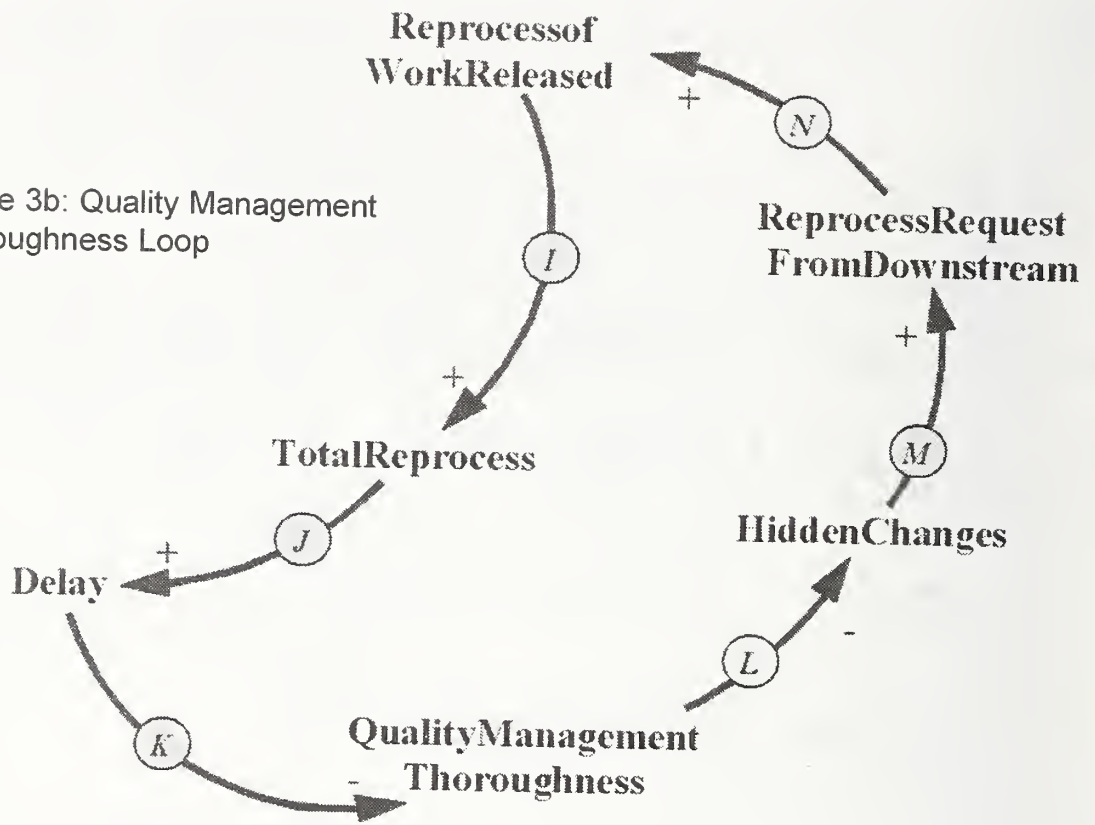 Reprocessof
WorkReleased
+
N
e 3b: Quality Management
oughness Loop
ReprocessRequest
FromDownstream
I
+
+
TotalReprocess
M
J
HiddenChanges
+
Delay
-
L
K
QualityManagement
Thoroughness
-